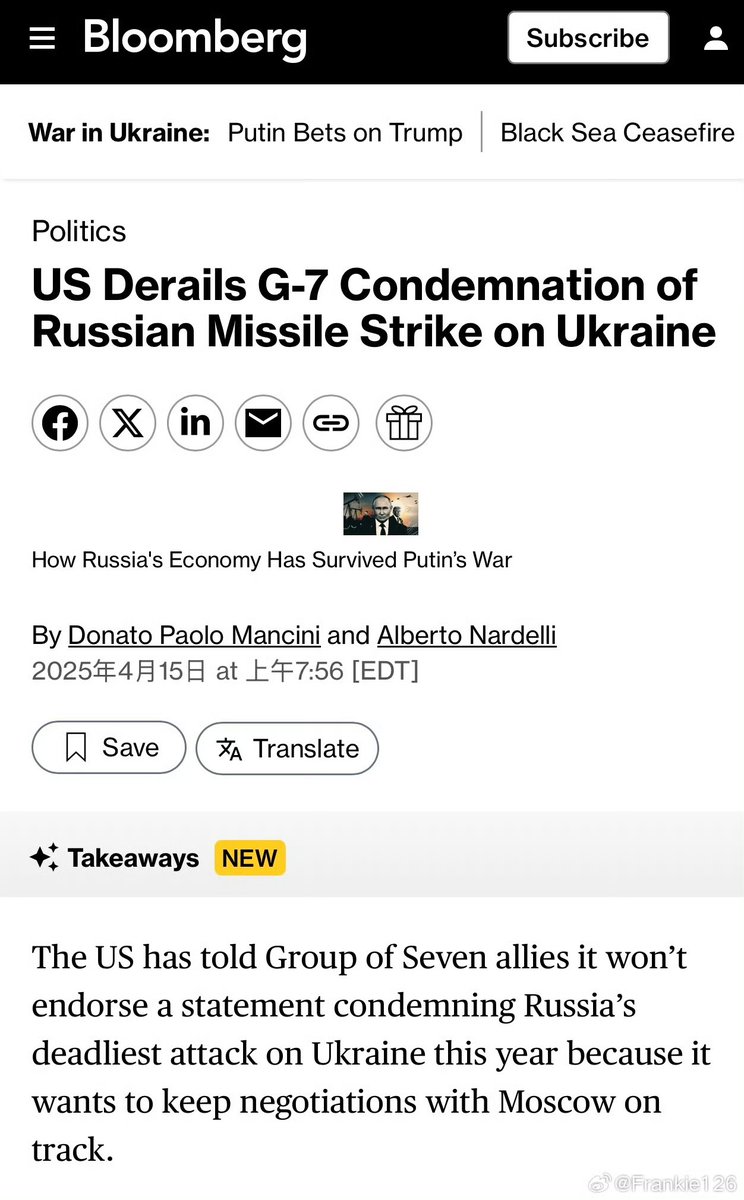 Bloomberg
Subscribe
War in Ukraine: Putin Bets on Trump
Black Sea Ceasefire
Politics
US Derails G-7 Condemnation of
Russian Missile Strike on Ukraine
How Russia's Economy Has Survived Putin’s War
By Donato Paolo Mancini and Alberto Nardelli
2025年4月15日 at 上午7:56 [EDT]
Save
Translate
Takeaways NEW
The US has told Group of Seven allies it won’t
endorse a statement condemning Russia’s
deadliest attack on Ukraine this year because it
wants to keep negotiations with Moscow on
track.
@Frankie126